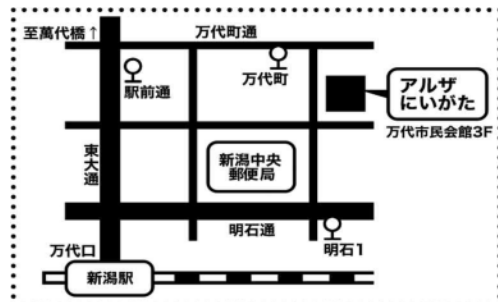 至萬代橋↑
万代町通
駅前通
万代町
アルザ
にいがた
万代市民会館3F
東大通
新潟中央
郵便局
明石通
明石1
万代口
新潟駅